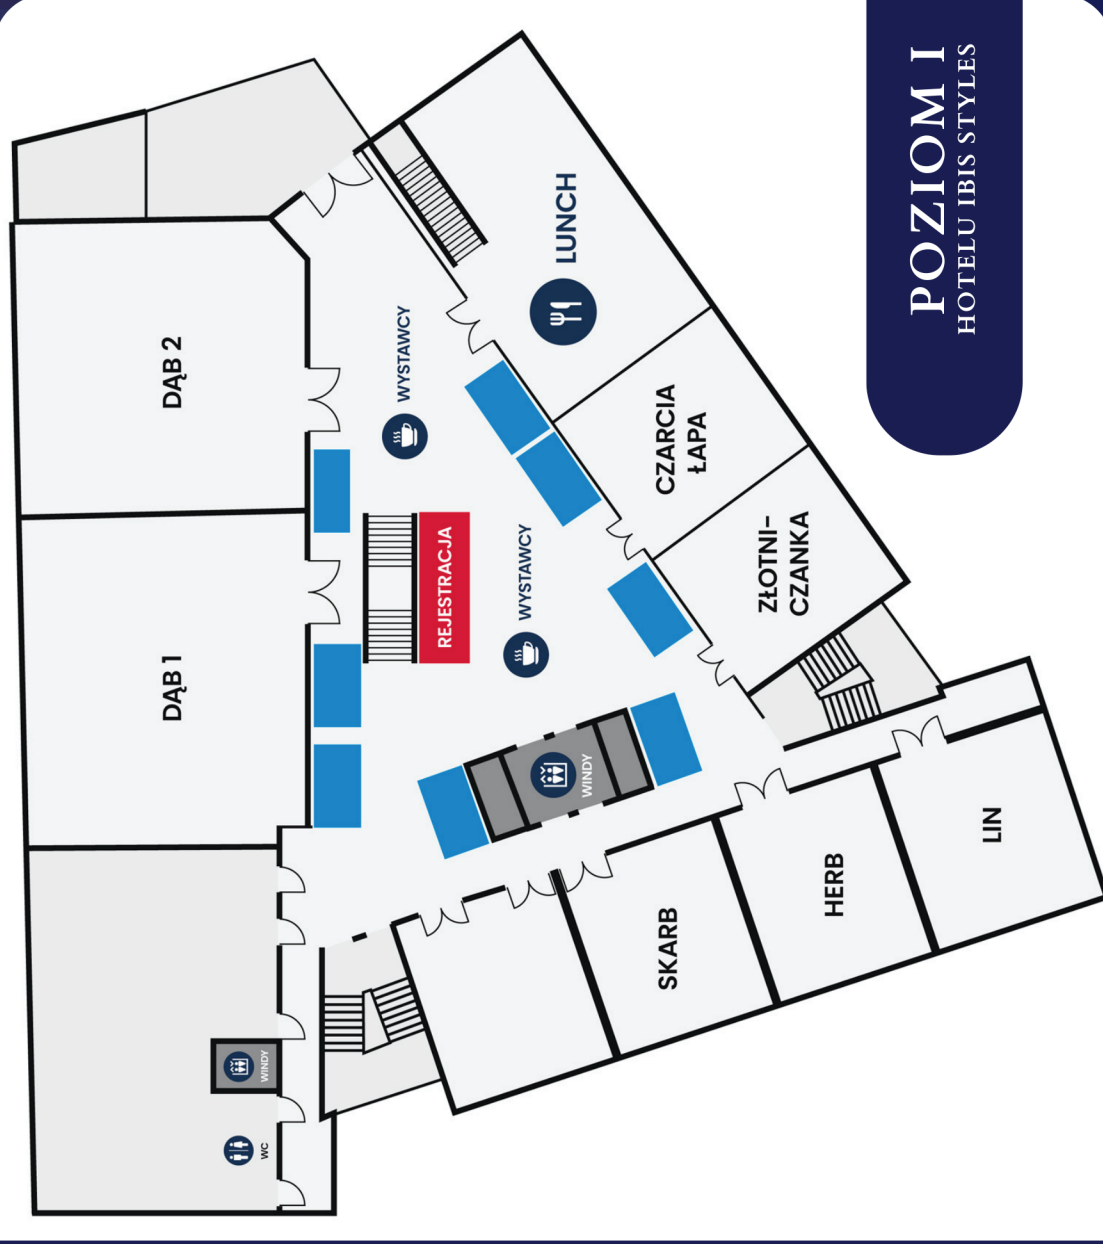 POZIOM I
HOTELU IBIS STYLES
DĄB 2
DĄB 1
WYSTAWCY
LUNCH
REJESTRACJA
WYSTAWCY
CZARCIA
ŁAPA
ZŁOTNI-
CZANKA
WINDY
SKARB
HERB
LIN
WINDY
WC